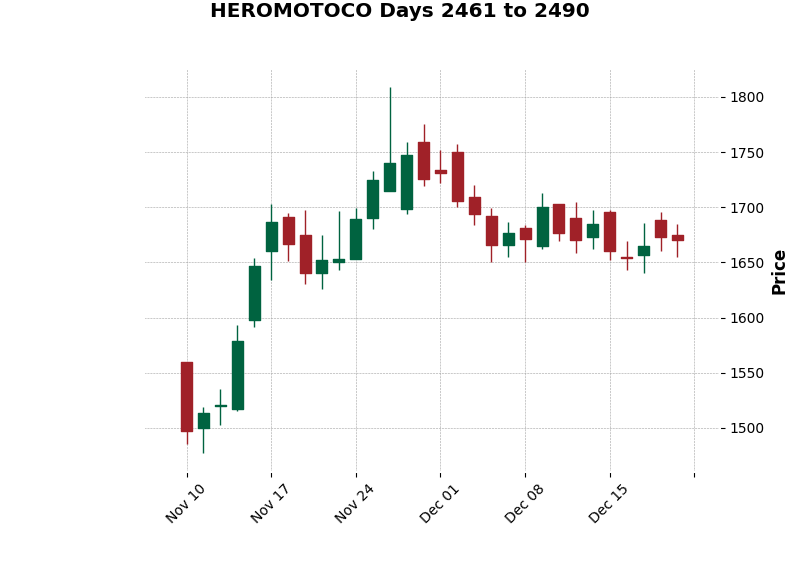 HEROMOTOCO Days 2461 to 2490
1800
1750
1700
1650
1600
1550
1500
Price
Nov 10
Nov 17
Nov 24
Dec 01
Dec 08
Dec 15